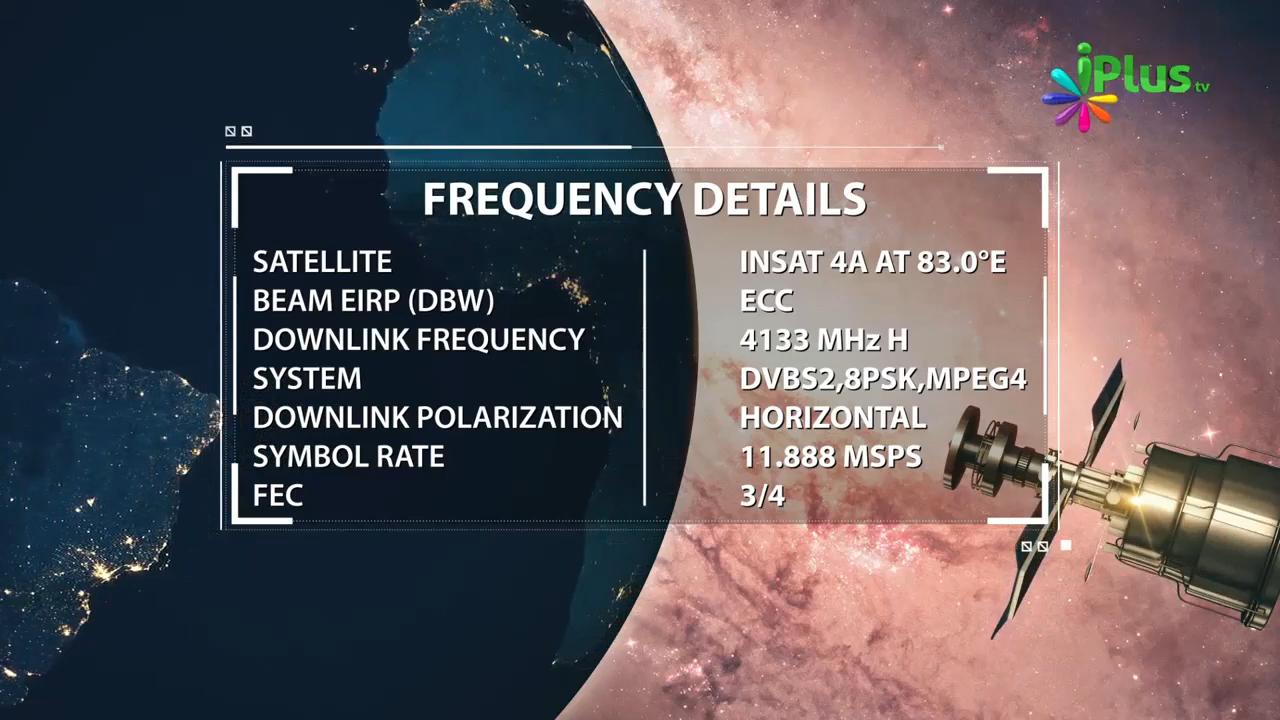 iPlus tv
FREQUENCY DETAILS
SATELLITE INSAT 4A AT 83.0°E
BEAM EIRP (DBW) ECC
DOWNLINK FREQUENCY 4133 MHz H
SYSTEM DVBS2,8PSK,MPEG4
DOWNLINK POLARIZATION HORIZONTAL
SYMBOL RATE 11.888 MSPS
FEC 3/4